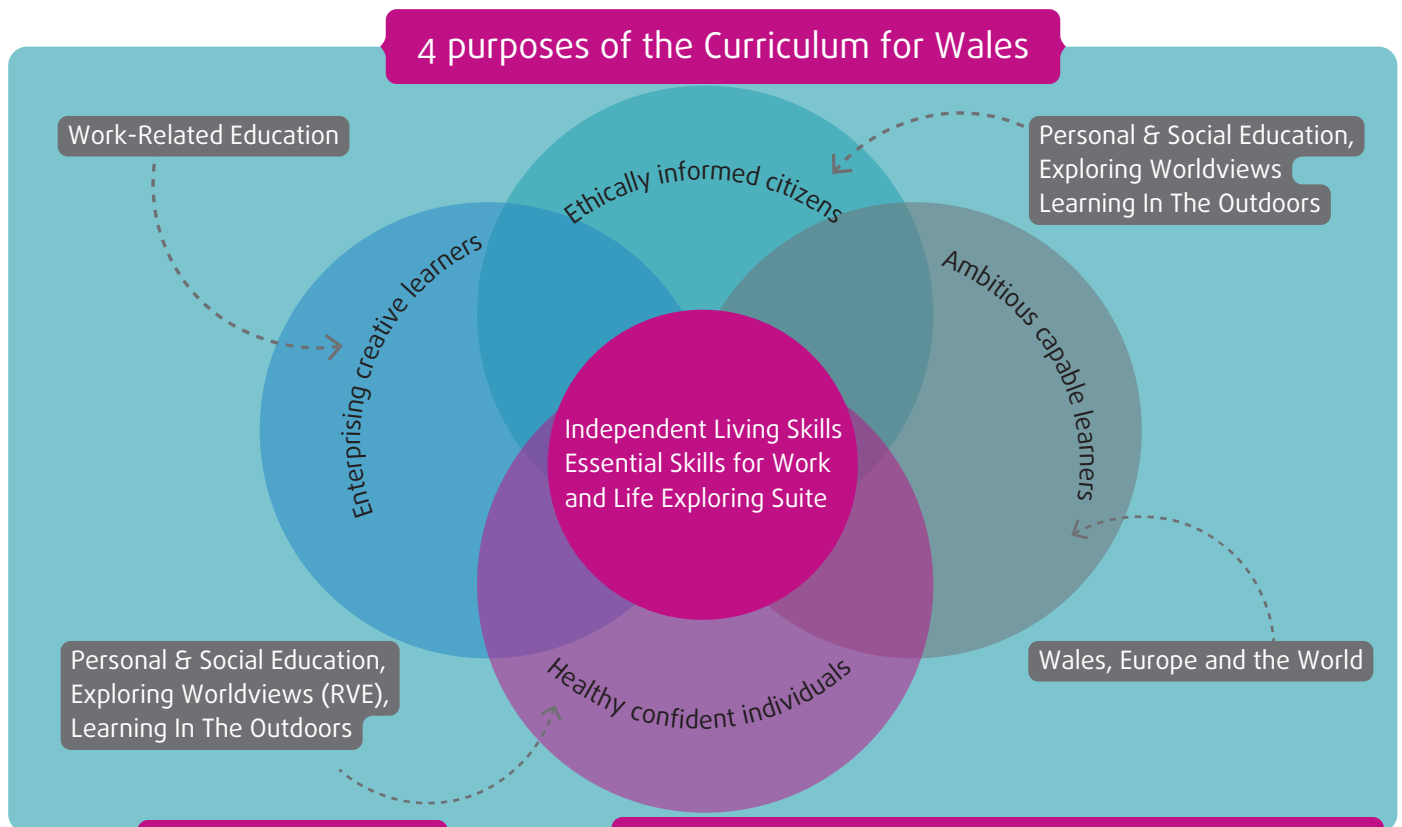 4 purposes of the Curriculum for Wales
Work-Related Education
Personal & Social Education,
Exploring Worldviews
Learning In The Outdoors
Ethically informed citizens
Enterprising creative learners
Ambitious capable learners
Independent Living Skills
Essential Skills for Work
and Life Exploring Suite
Personal & Social Education,
Exploring Worldviews (RVE),
Learning In The Outdoors
Healthy confident individuals
Wales, Europe and the World